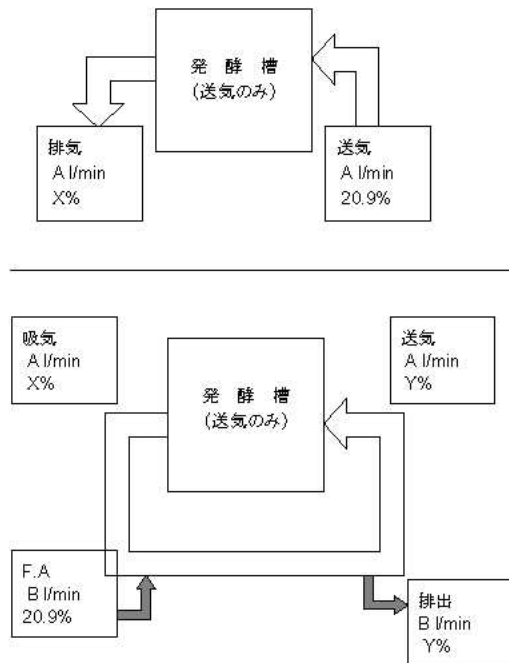 発 酵 槽
(送気のみ)
排気
A l/min
X%
送気
A l/min
20.9%
吸気
A l/min
X%
送気
A l/min
Y%
発 酵 槽
(送気のみ)
F.A
B l/min
20.9%
排出
B l/min
Y%